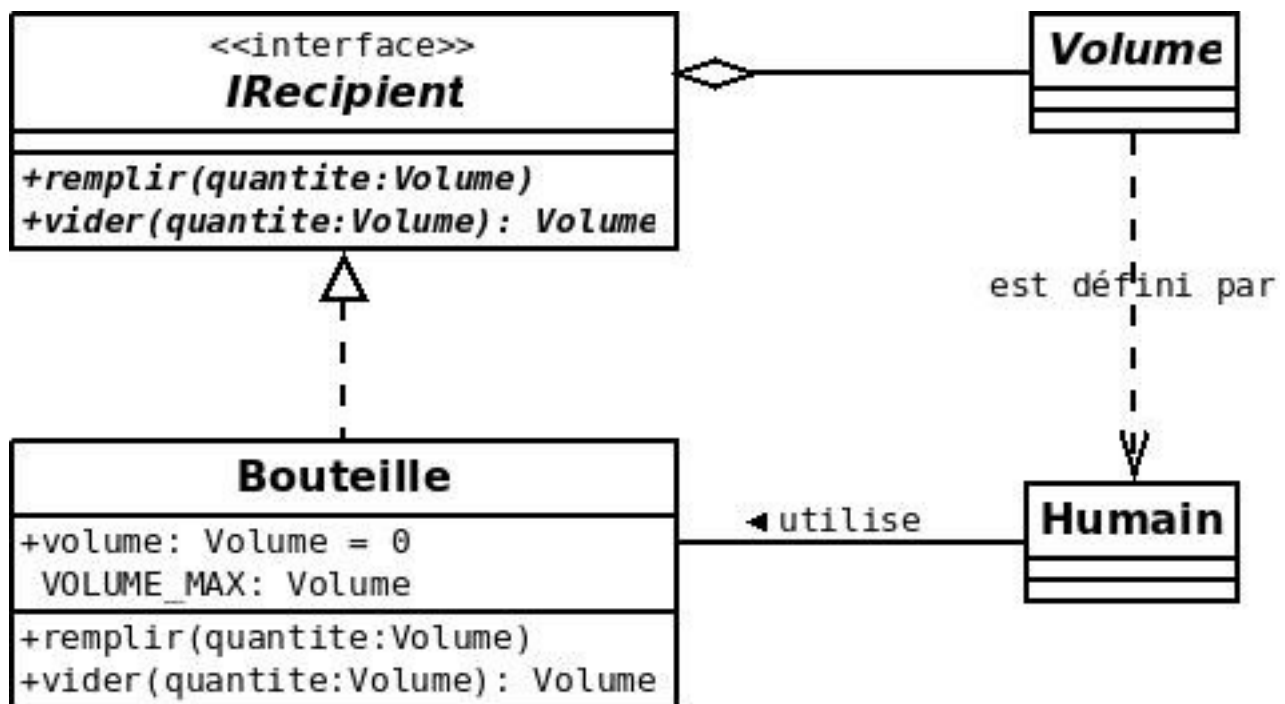 <<interface>>
IRecipient
+remplir(quantite:Volume)
+vider(quantite:Volume): Volume
Volume
est défini par
Bouteille
+volume: Volume = 0
VOLUME_MAX: Volume
+remplir(quantite:Volume)
+vider(quantite:Volume): Volume
◄ utilise
Humain